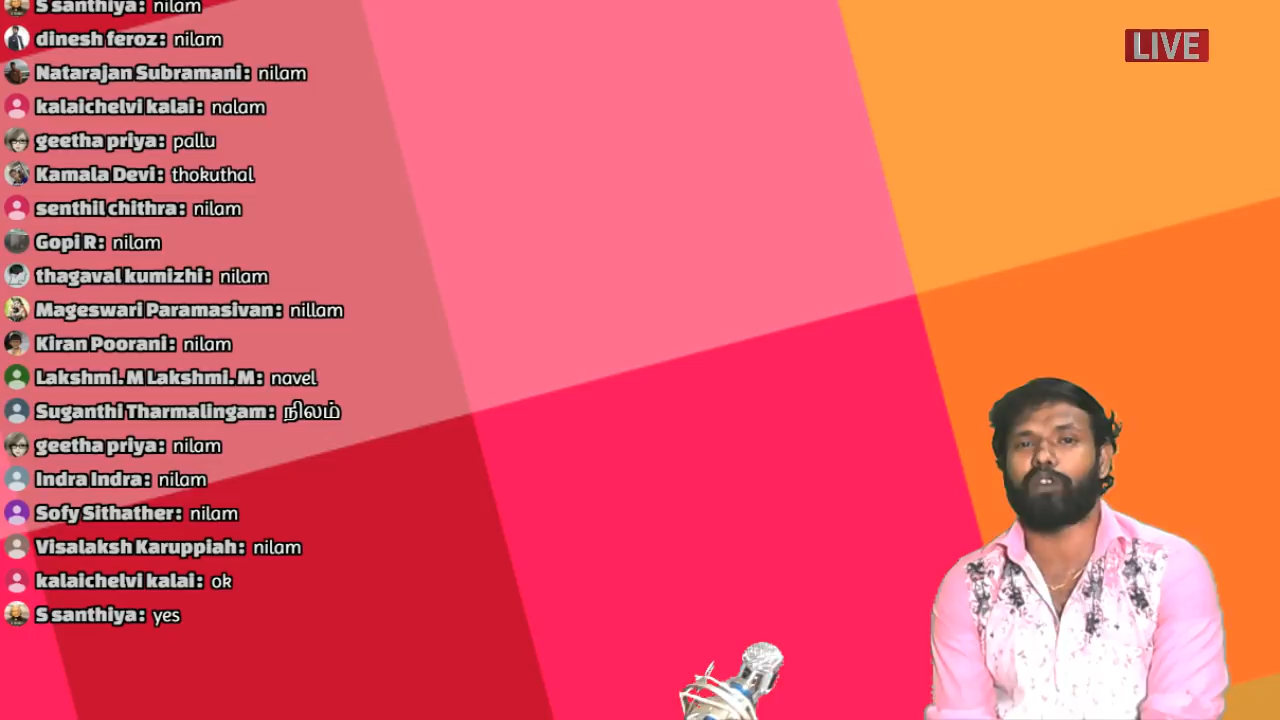 S santhiya: nilam
LIVE
dinesh feroz: nilam
Natarajan Subramani: nilam
kalaichelvi kalai: nalam
geetha priya: pallu
Kamala Devi: thokuthal
senthil chithra: nilam
Gopi R: nilam
thagaval kumizhi: nilam
Mageswari Paramasivan: nillam
Kiran Poorani: nilam
Lakshmi. M Lakshmi. M: navel
Suganthi Tharmalingam: நிலம்
geetha priya: nilam
Indra Indra: nilam
Sofy Sithather: nilam
Visalaksh Karuppiah: nilam
kalaichelvi kalai: ok
S santhiya: yes